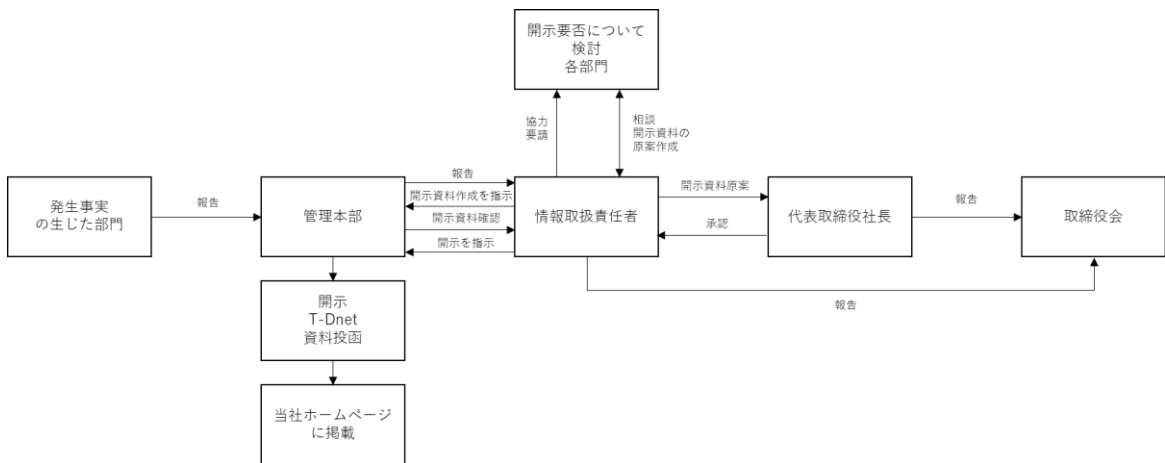 開示要否について
検討
各部門
協力
要請
相談
開示資料の
原案作成
発生事実
の生じた部門
報告
管理本部
報告
開示資料作成を指示
開示資料確認
開示を指示
情報取扱責任者
開示資料原案
承認
代表取締役社長
報告
取締役会
報告
開示
T-Dnet
資料投函
当社ホームページ
に掲載